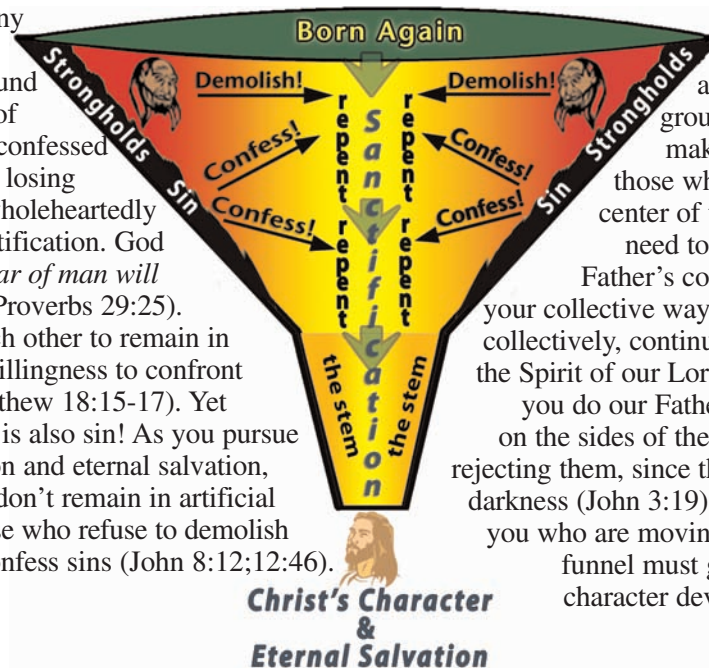 ny
und
of
confessed
losing
holeheartedly
tification. God
ar of man will
Proverbs 29:25).
ch other to remain in
illingness to confront
thew 18:15-17). Yet
is also sin! As you pursue
on and eternal salvation,
don't remain in artificial
se who refuse to demolish
onfess sins (John 8:12;12:46).
Born Again
Strongholds
Sin
Demolish!
Confess!
Confess!
repent
repent
Sanctification
repent
repent
Demolish!
Confess!
Confess!
Strongholds
Sin
the stem
the stem
Christ's Character
&
Eternal Salvation
a
grou
mak
those wh
center of t
need to
Father's co
your collective way
collectively, continu
the Spirit of our Lor
you do our Fathe
on the sides of the
rejecting them, since th
darkness (John 3:19)
you who are movin
funnel must g
character dev